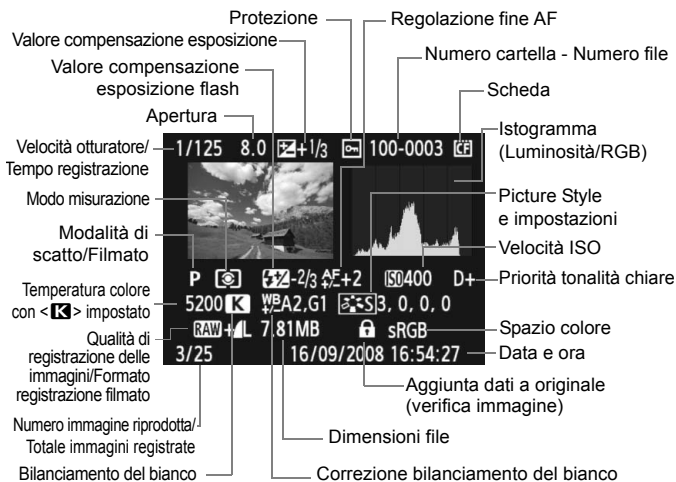 Protezione
Regolazione fine AF
Valore compensazione esposizione
Numero cartella - Numero file
Valore compensazione
esposizione flash
Scheda
Apertura
Istogramma
(Luminosità/RGB)
Velocità otturatore/
Tempo registrazione
1/125 8.0 +1/3 100-0003 CF
Modo misurazione
Picture Style
e impostazioni
Modalità di
scatto/Filmato
Velocità ISO
P -2/3 AF+2 ISO400 D+
Priorità tonalità chiare
Temperatura colore
con <K> impostato
5200 K WB A2,G1 S 3, 0, 0, 0
Qualità di
registrazione delle
immagini/Formato
registrazione filmato
RAW+L 7.81MB sRGB
Spazio colore
3/25 16/09/2008 16:54:27
Data e ora
Aggiunta dati a originale
(verifica immagine)
Numero immagine riprodotta/
Totale immagini registrate
Dimensioni file
Bilanciamento del bianco
Correzione bilanciamento del bianco